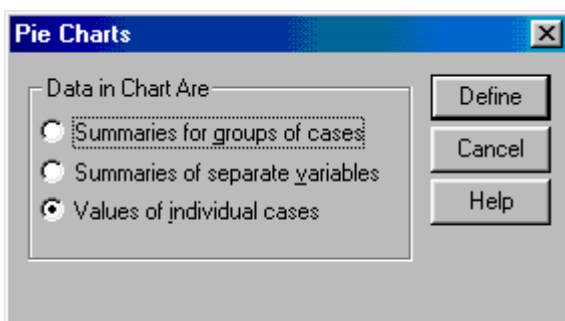 Pie Charts
Data in Chart Are
Summaries for groups of cases
Summaries of separate variables
Values of individual cases
Define
Cancel
Help